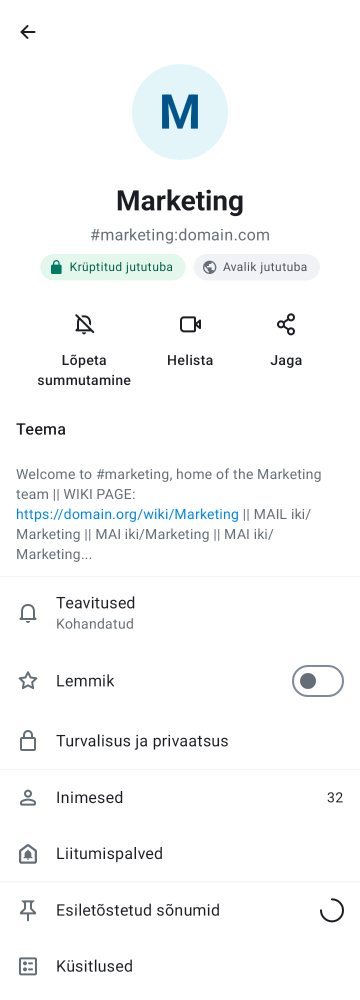 M
Marketing
#marketing:domain.com
Krüptitud jututuba
Avalik jututuba
Lõpeta
summutamine
Helista
Jaga
Teema
Welcome to #marketing, home of the Marketing
team || WIKI PAGE:
https://domain.org/wiki/Marketing || MAIL iki/
Marketing || MAI iki/Marketing || MAI iki/
Marketing...
Teavitused
Kohandatud
Lemmik
Turvalisus ja privaatsus
Inimesed
32
Liitumispalved
Esiletõstetud sõnumid
Küsitlused